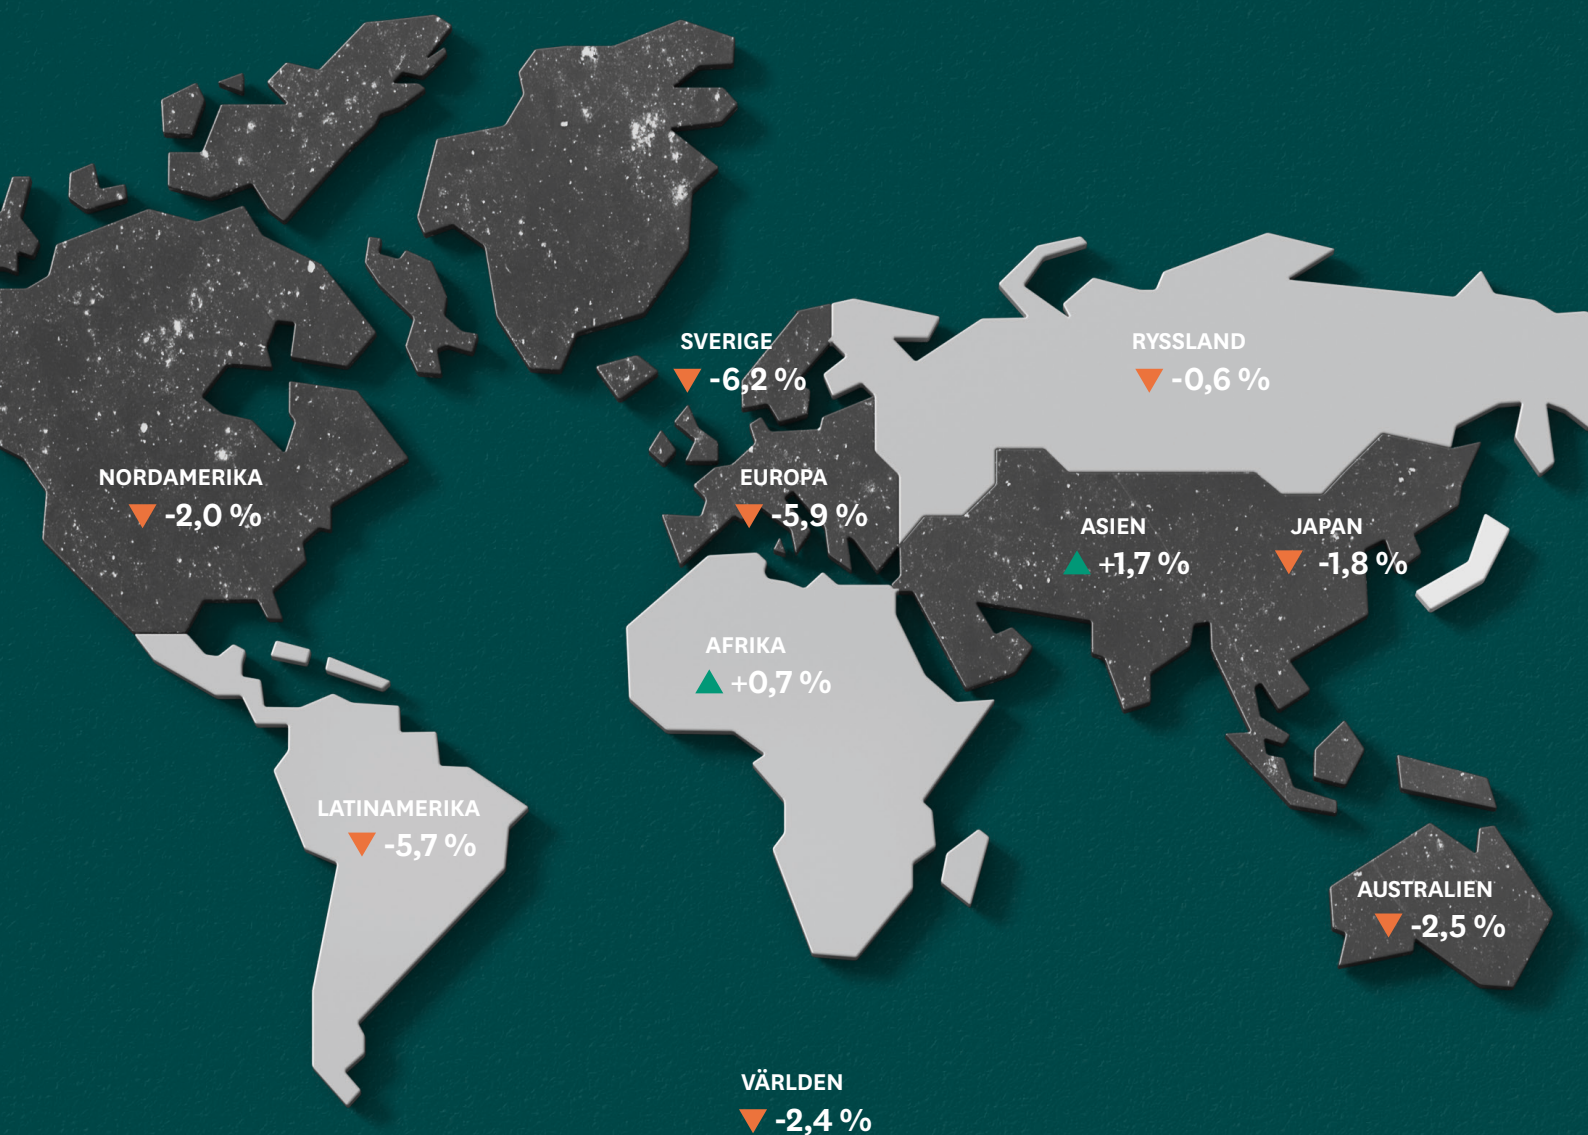 SVERIGE
-6,2 %
RYSSLAND
-0,6 %
NORDAMERIKA
-2,0 %
EUROPA
-5,9 %
ASIEN
+1,7 %
JAPAN
-1,8 %
AFRIKA
+0,7 %
LATINAMERIKA
-5,7 %
AUSTRALIEN
-2,5 %
VÄRLDEN
-2,4 %